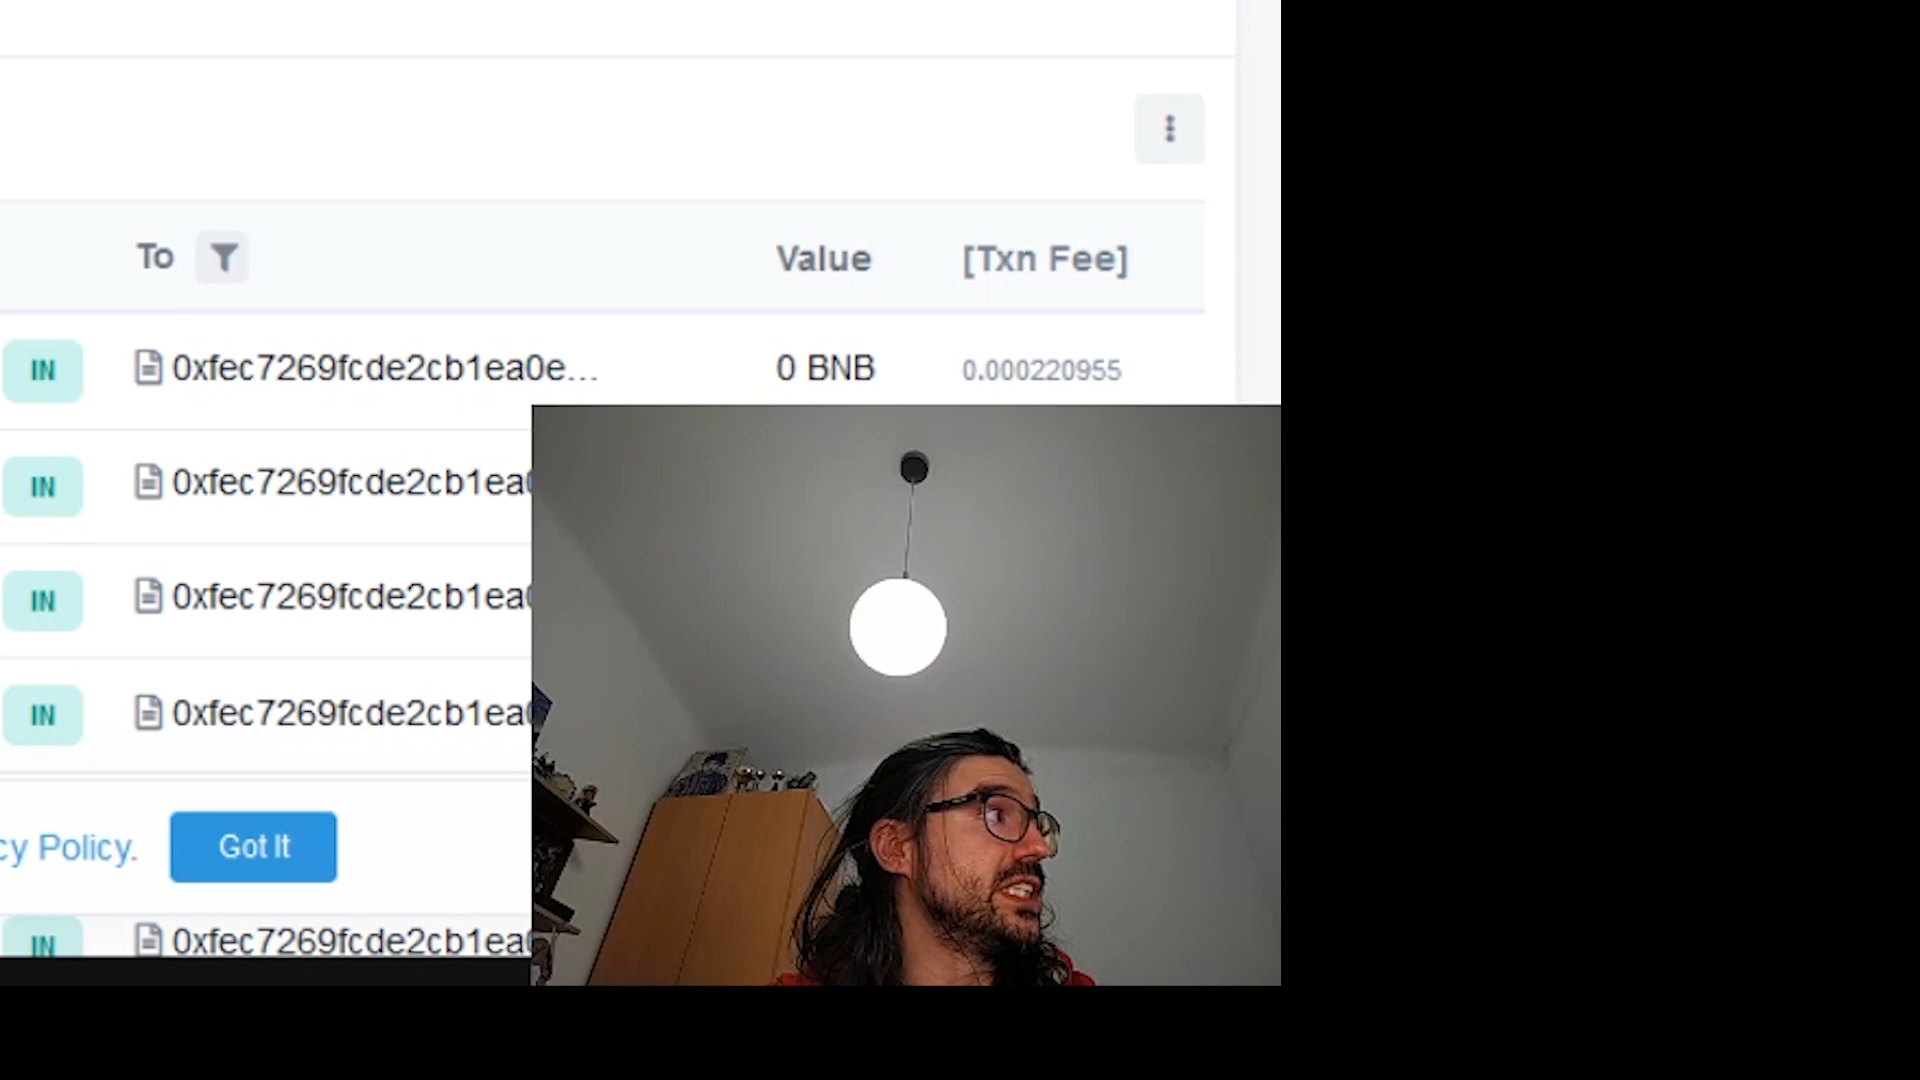 To Value [Txn Fee]
IN 0xfec7269fcde2cb1ea0e... 0 BNB 0.000220955
IN 0xfec7269fcde2cb1ea
IN 0xfec7269fcde2cb1ea
IN 0xfec7269fcde2cb1ea
cy Policy. Got It
IN 0xfec7269fcde2cb1ea